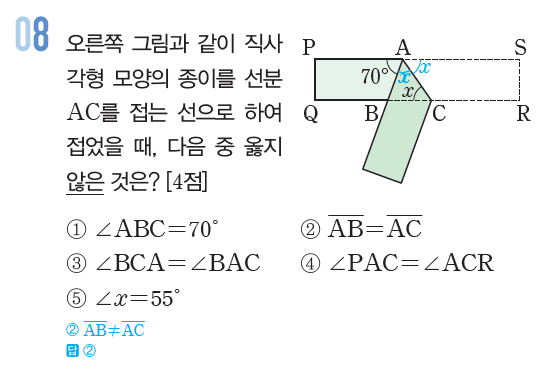 08
오른쪽 그림과 같이 직사
각형 모양의 종이를 선분
AC를 접는 선으로 하여
접었을 때, 다음 중 옳지
않은 것은? [4점]
P A S
70° x x
x
Q B C R
① ∠ABC=70° ② AB=AC
③ ∠BCA=∠BAC ④ ∠PAC=∠ACR
⑤ ∠x=55°
② AB≠AC
답 ②